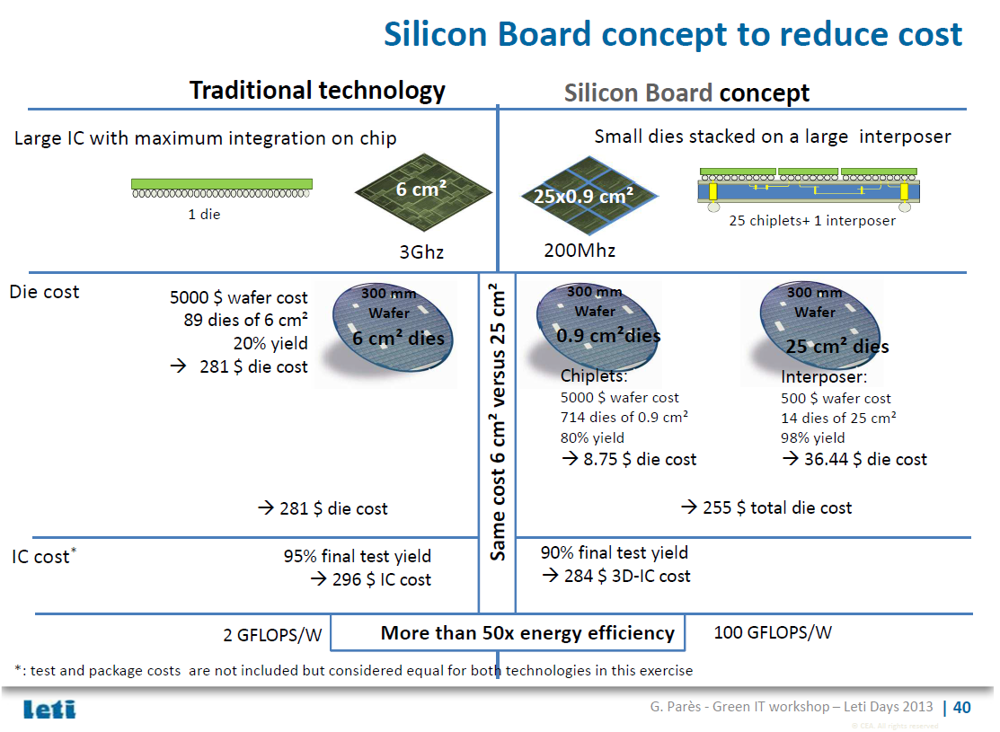 Silicon Board concept to reduce cost
Traditional technology
Silicon Board concept
Large IC with maximum integration on chip
Small dies stacked on a large interposer
1 die
6 cm²
3Ghz
25x0.9 cm²
200Mhz
25 chiplets+ 1 interposer
Die cost
5000 $ wafer cost
89 dies of 6 cm²
20% yield
→ 281 $ die cost
300 mm
Wafer
6 cm² dies
→ 281 $ die cost
Same cost 6 cm² versus 25 cm²
300 mm
Wafer
0.9 cm²dies
Chiplets:
5000 $ wafer cost
714 dies of 0.9 cm²
80% yield
→ 8.75 $ die cost
300 mm
Wafer
25 cm² dies
Interposer:
500 $ wafer cost
14 dies of 25 cm²
98% yield
→ 36.44 $ die cost
→ 255 $ total die cost
IC cost*
95% final test yield
→ 296 $ IC cost
90% final test yield
→ 284 $ 3D-IC cost
2 GFLOPS/W
More than 50x energy efficiency
100 GFLOPS/W
*: test and package costs are not included but considered equal for both technologies in this exercise
leti
G. Parès - Green IT workshop – Leti Days 2013 | 40
© CEA. All rights reserved